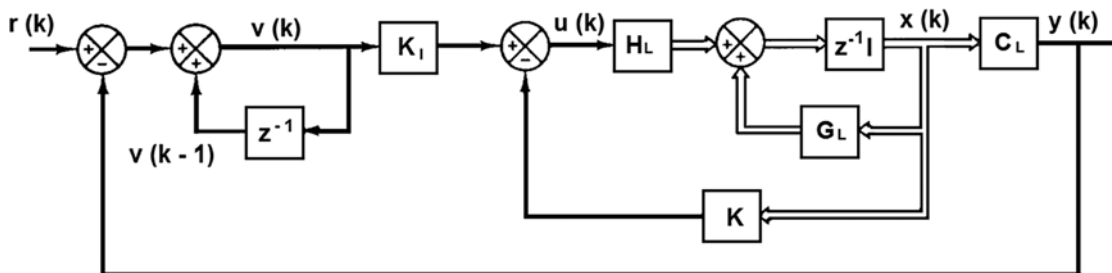 r (k)
v (k)
K I
u (k)
H L
z -1 I
x (k)
C L
y (k)
+
-
+
+
+
-
+
+
z -1
v (k - 1)
G L
K